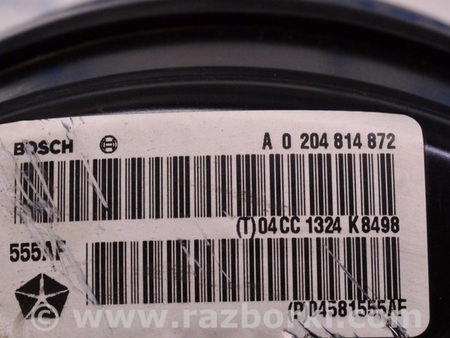 BOSCH
A 0 204 814 872
(T)04CC 1324 K8498
555AF
(P)04581555AF
© www.razborki.com